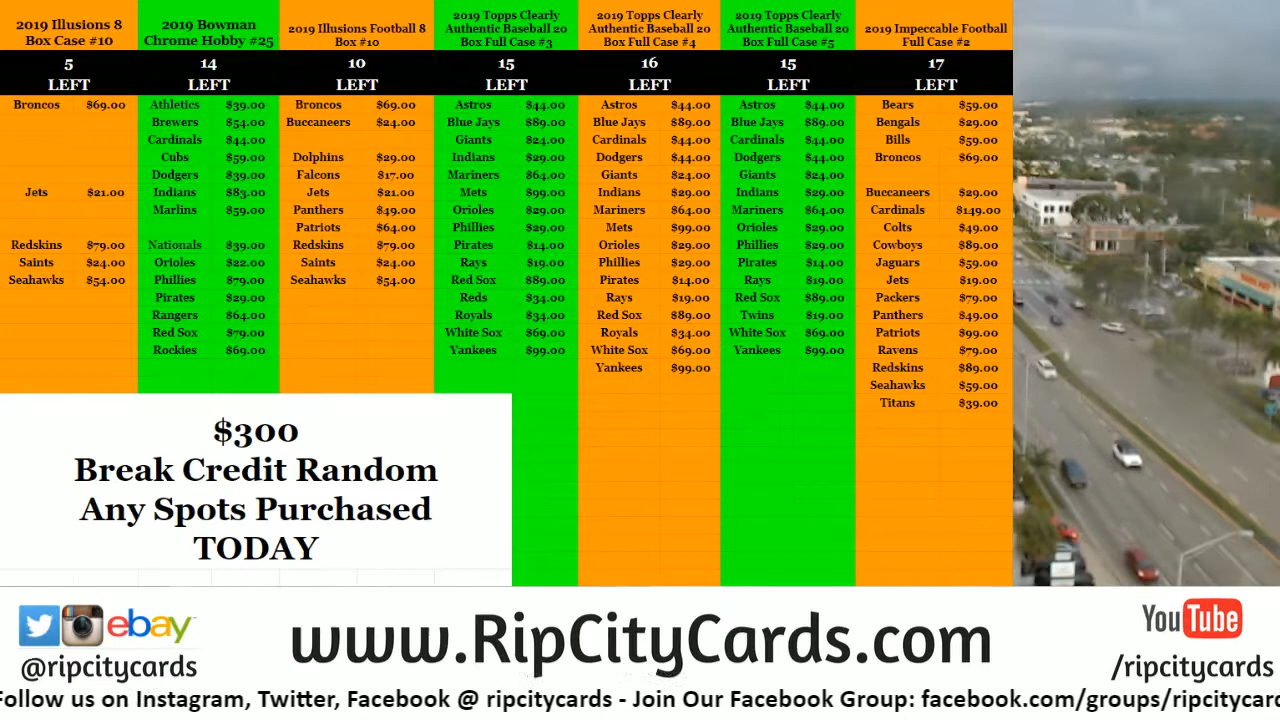 2019 Illusions 8
Box Case #10
5
LEFT
Broncos $69.00
Jets $21.00
Redskins $79.00
Saints $24.00
Seahawks $54.00
2019 Bowman
Chrome Hobby #25
14
LEFT
Athletics $39.00
Brewers $54.00
Cardinals $44.00
Cubs $59.00
Dodgers $39.00
Indians $83.00
Marlins $59.00
Nationals $39.00
Orioles $22.00
Phillies $79.00
Pirates $29.00
Rangers $64.00
Red Sox $79.00
Rockies $69.00
2019 Illusions Football 8
Box #10
10
LEFT
Broncos $69.00
Buccaneers $24.00
Dolphins $29.00
Falcons $17.00
Jets $21.00
Panthers $49.00
Patriots $64.00
Redskins $79.00
Saints $24.00
Seahawks $54.00
2019 Topps Clearly
Authentic Baseball 20
Box Full Case #3
15
LEFT
Astros $44.00
Blue Jays $89.00
Giants $24.00
Indians $29.00
Mariners $64.00
Mets $99.00
Orioles $29.00
Phillies $29.00
Pirates $14.00
Rays $19.00
Red Sox $89.00
Reds $34.00
Royals $34.00
White Sox $69.00
Yankees $99.00
2019 Topps Clearly
Authentic Baseball 20
Box Full Case #4
16
LEFT
Astros $44.00
Blue Jays $89.00
Cardinals $44.00
Dodgers $44.00
Giants $24.00
Indians $29.00
Mariners $64.00
Mets $99.00
Orioles $29.00
Phillies $29.00
Pirates $14.00
Rays $19.00
Red Sox $89.00
Royals $34.00
White Sox $69.00
Yankees $99.00
2019 Topps Clearly
Authentic Baseball 20
Box Full Case #5
15
LEFT
Astros $44.00
Blue Jays $89.00
Cardinals $44.00
Dodgers $44.00
Giants $24.00
Indians $29.00
Mariners $64.00
Orioles $29.00
Phillies $29.00
Pirates $14.00
Rays $19.00
Red Sox $89.00
Twins $19.00
White Sox $69.00
Yankees $99.00
2019 Impeccable Football
Full Case #2
17
LEFT
Bears $59.00
Bengals $29.00
Bills $59.00
Broncos $69.00
Buccaneers $29.00
Cardinals $149.00
Colts $49.00
Cowboys $89.00
Jaguars $59.00
Jets $19.00
Packers $79.00
Panthers $49.00
Patriots $99.00
Ravens $79.00
Redskins $89.00
Seahawks $59.00
Titans $39.00
$300
Break Credit Random
Any Spots Purchased
TODAY
ebay
@ripcitycards
www.RipCityCards.com
YouTube
/ripcitycards
Follow us on Instagram, Twitter, Facebook @ ripcitycards - Join Our Facebook Group: facebook.com/groups/ripcitycard